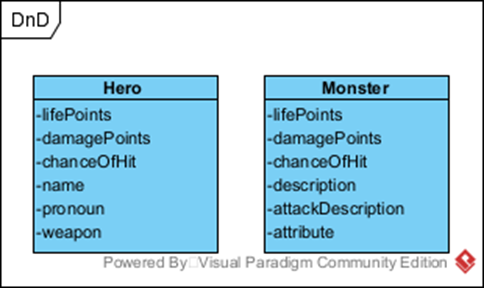 DnD
Hero
-lifePoints
-damagePoints
-chanceOfHit
-name
-pronoun
-weapon
Monster
-lifePoints
-damagePoints
-chanceOfHit
-description
-attackDescription
-attribute
Powered By Visual Paradigm Community Edition